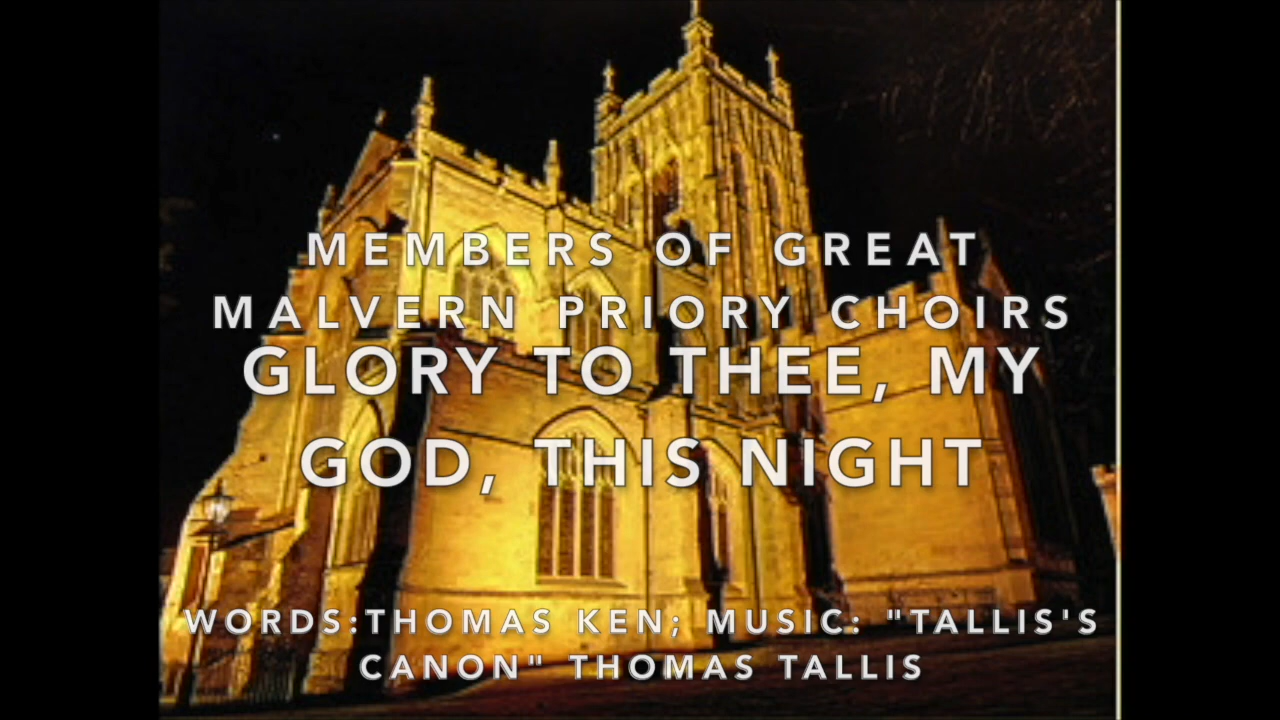 MEMBERS OF GREAT
MALVERN PRIORY CHOIRS
GLORY TO THEE, MY
GOD, THIS NIGHT
WORDS:THOMAS KEN; MUSIC: "TALLIS'S
CANON" THOMAS TALLIS